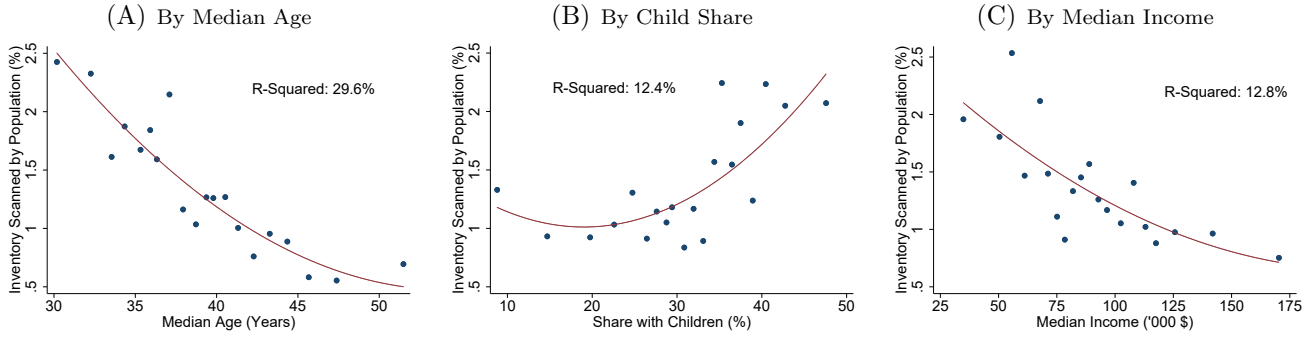 (A) By Median Age
Inventory Scanned by Population (%)
2.5
2
1.5
1
.5
R-Squared: 29.6%
30 35 40 45 50
Median Age (Years)
(B) By Child Share
Inventory Scanned by Population (%)
2.5
2
1.5
1
.5
R-Squared: 12.4%
10 20 30 40 50
Share with Children (%)
(C) By Median Income
Inventory Scanned by Population (%)
2.5
2
1.5
1
.5
R-Squared: 12.8%
25 50 75 100 125 150 175
Median Income ('000 $)